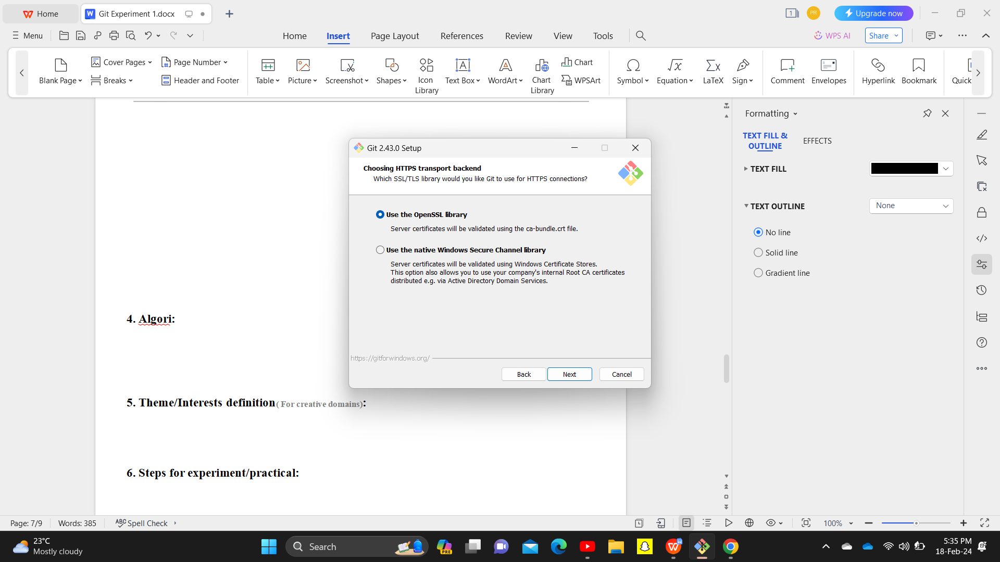 Home
Git Experiment 1.docx
1
PR
Upgrade now
Menu
Home
Insert
Page Layout
References
Review
View
Tools
WPS AI
Share
Blank Page
Cover Pages
Breaks
Page Number
Header and Footer
Table
Picture
Screenshot
Shapes
Icon
Library
Text Box
WordArt
Chart
Library
Chart
WPSArt
Symbol
Equation
LaTeX
Sign
Comment
Envelopes
Hyperlink
Bookmark
Quick
Formatting
TEXT FILL &
OUTLINE
EFFECTS
TEXT FILL
TEXT OUTLINE
None
No line
Solid line
Gradient line
Git 2.43.0 Setup
Choosing HTTPS transport backend
Which SSL/TLS library would you like Git to use for HTTPS connections?
Use the OpenSSL library
Server certificates will be validated using the ca-bundle.crt file.
Use the native Windows Secure Channel library
Server certificates will be validated using Windows Certificate Stores.
This option also allows you to use your company's internal Root CA certificates
distributed e.g. via Active Directory Domain Services.
https://gitforwindows.org/
Back
Next
Cancel
4. Algori:
5. Theme/Interests definition( For creative domains):
6. Steps for experiment/practical:
Page: 7/9
Words: 385
ABC Spell Check
100%
23°C
Mostly cloudy
Search
PRE
5:35 PM
18-Feb-24